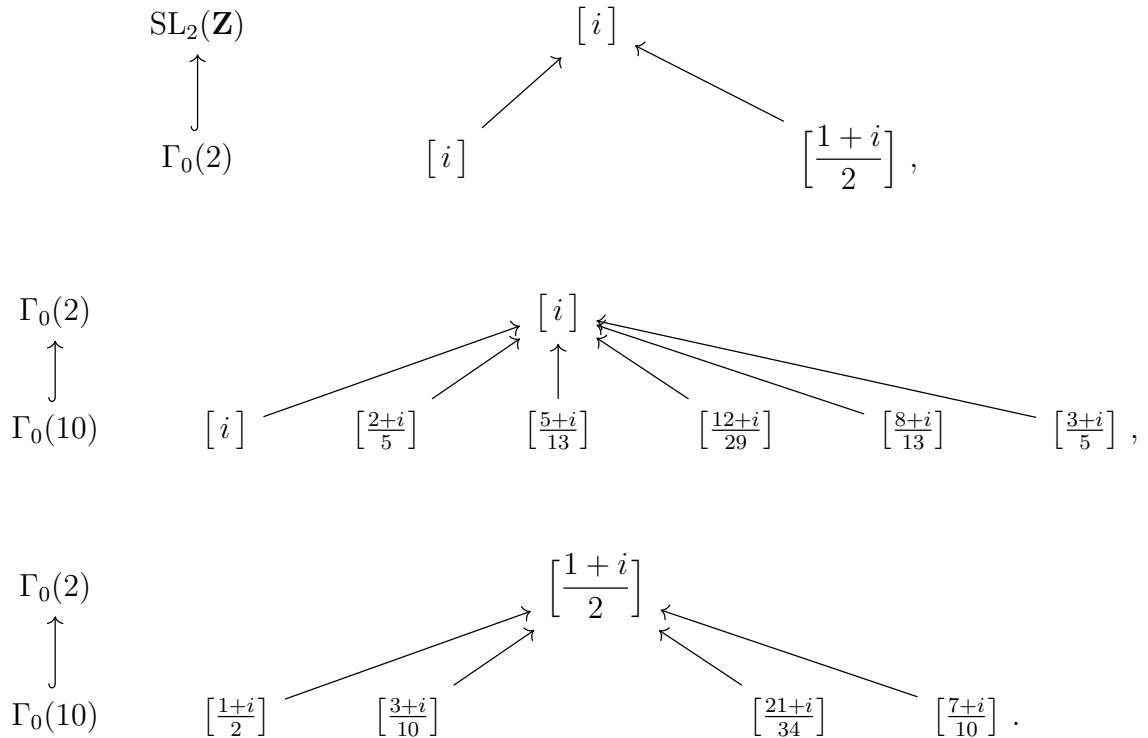 SL₂(Z) [i]
Γ₀(2) [i] [(1 + i)/2] ,
Γ₀(2) [i]
Γ₀(10) [i] [(2+i)/5] [(5+i)/13] [(12+i)/29] [(8+i)/13] [(3+i)/5] ,
Γ₀(2) [(1 + i)/2]
Γ₀(10) [(1+i)/2] [(3+i)/10] [(21+i)/34] [(7+i)/10] .